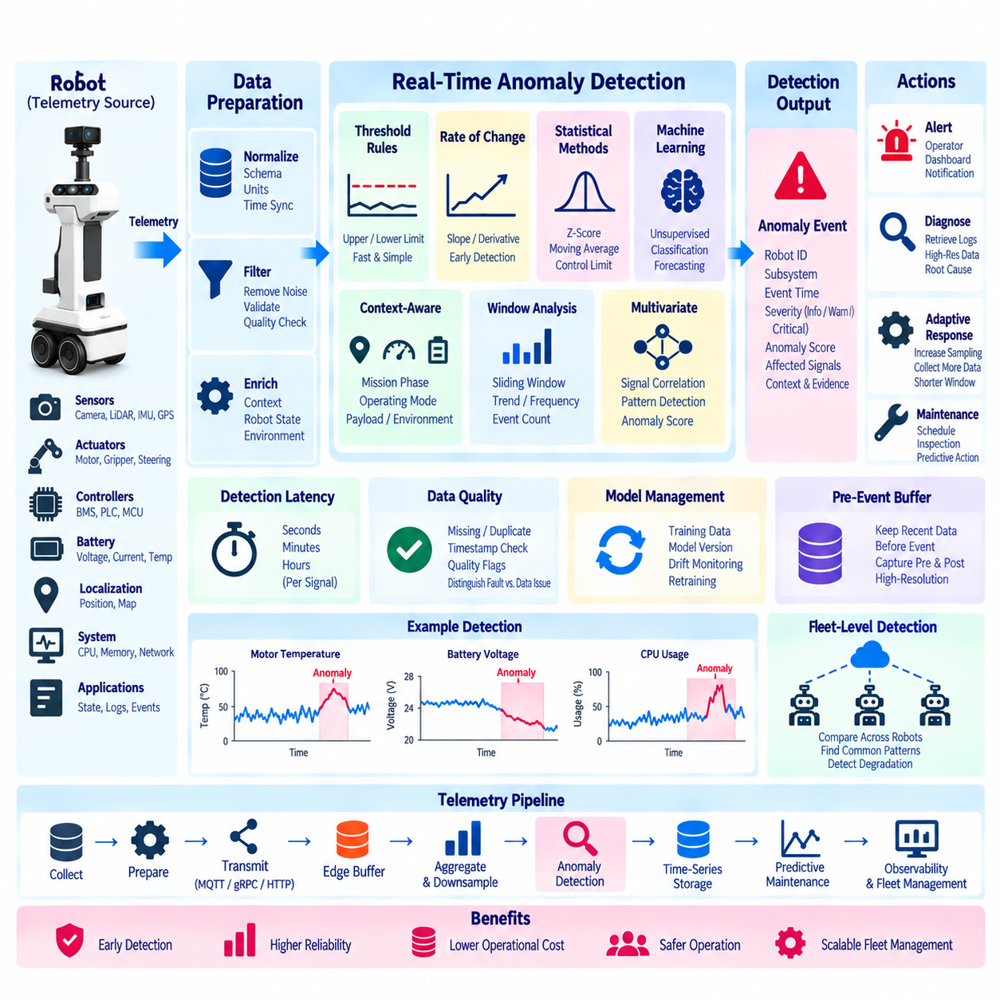 Robot
(Telemetry Source)
Telemetry
Sensors
Camera, LiDAR, IMU, GPS
Actuators
Motor, Gripper, Steering
Controllers
BMS, PLC, MCU
Battery
Voltage, Current, Temp
Localization
Position, Map
System
CPU, Memory, Network
Applications
State, Logs, Events
Data
Preparation
Normalize
Schema
Units
Time Sync
Filter
Remove Noise
Validate
Quality Check
Enrich
Context
Robot State
Environment
Real-Time Anomaly Detection
Threshold
Rules
Upper / Lower Limit
Fast & Simple
Rate of Change
Slope / Derivative
Early Detection
Statistical
Methods
Z-Score
Moving Average
Control Limit
Machine
Learning
Unsupervised
Classification
Forecasting
Context-Aware
Mission Phase
Operating Mode
Payload / Environment
Window Analysis
Sliding Window
Trend / Frequency
Event Count
Multivariate
Signal Correlation
Pattern Detection
Anomaly Score
Detection
Output
Anomaly Event
Robot ID
Subsystem
Event Time
Severity (Info / Warn /)
Critical)
Anomaly Score
Affected Signals
Context & Evidence
Actions
Alert
Operator
Dashboard
Notification
Diagnose
Retrieve Logs
High-Res Data
Root Cause
Adaptive
Response
Increase Sampling
Collect More Data
Shorter Window
Maintenance
Schedule
Inspection
Predictive Action
Detection Latency
Seconds
Minutes
Hours
(Per Signal)
Data Quality
Missing / Duplicate
Timestamp Check
Quality Flags
Distinguish Fault vs. Data Issue
Model Management
Training Data
Model Version
Drift Monitoring
Retraining
Pre-Event Buffer
Keep Recent Data
Before Event
Capture Pre & Post
High-Resolution
Example Detection
Motor Temperature
Anomaly
Temp (°C)
100
50
0
Time
Battery Voltage
Anomaly
Voltage (V)
28
24
20
Time
CPU Usage
Anomaly
Usage (%)
100
50
0
Time
Fleet-Level Detection
Compare Across Robots
Find Common Patterns
Detect Degradation
Telemetry Pipeline
Collect
Prepare
Transmit
(MQTT / gRPC / HTTP)
Edge Buffer
Aggregate
& Downsample
Anomaly
Detection
Time-Series
Storage
Predictive
Maintenance
Observability
& Fleet Management
Benefits
Early Detection
Higher Reliability
Lower Operational Cost
Safer Operation
Scalable Fleet Management